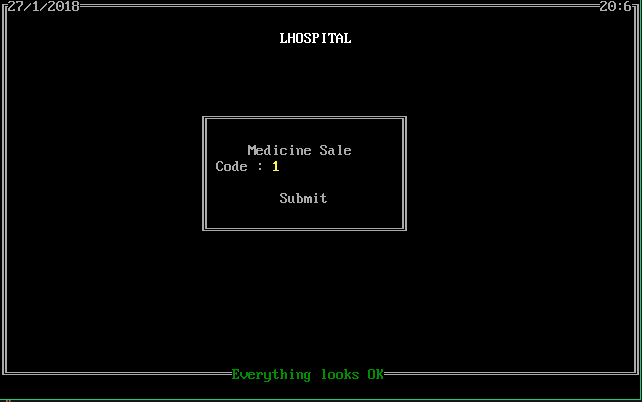 27/1/2018 20:6
LHOSPITAL
Medicine Sale
Code : 1
Submit
Everything looks OK